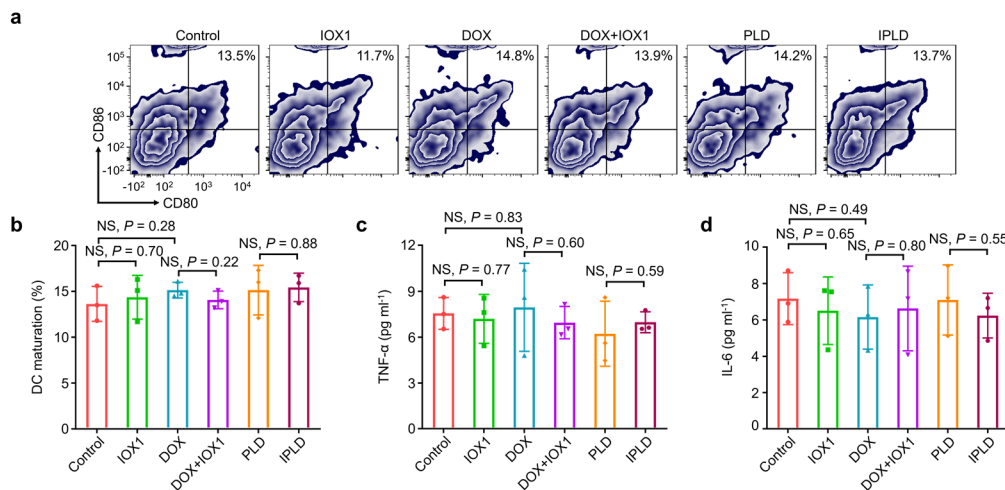 a
Control IOX1 DOX DOX+IOX1 PLD IPLD
13.5% 11.7% 14.8% 13.9% 14.2% 13.7%
CD86
10⁵
10⁴
10³
10²
-10²
-10² 10² 10³ 10⁴
CD80
b
NS, P = 0.28
NS, P = 0.70
NS, P = 0.22
NS, P = 0.88
DC maturation (%)
20
15
10
5
0
Control IOX1 DOX DOX+IOX1 PLD IPLD
c
NS, P = 0.83
NS, P = 0.77
NS, P = 0.60
NS, P = 0.59
TNF-α (pg ml⁻¹)
12
9
6
3
0
Control IOX1 DOX DOX+IOX1 PLD IPLD
d
NS, P = 0.49
NS, P = 0.65
NS, P = 0.80
NS, P = 0.55
IL-6 (pg ml⁻¹)
10
8
6
4
2
0
Control IOX1 DOX DOX+IOX1 PLD IPLD